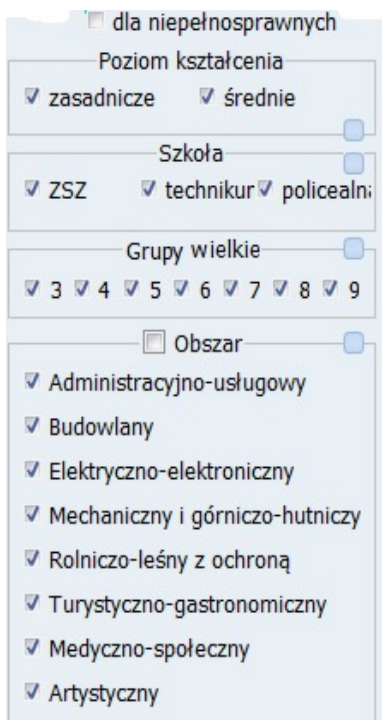 dla niepełnosprawnych
Poziom kształcenia
zasadnicze średnie
Szkoła
ZSZ technikur policealna
Grupy wielkie
3 4 5 6 7 8 9
Obszar
Administracyjno-usługowy
Budowlany
Elektryczno-elektroniczny
Mechaniczny i górniczo-hutniczy
Rolniczo-leśny z ochroną
Turystyczno-gastronomiczny
Medyczno-społeczny
Artystyczny